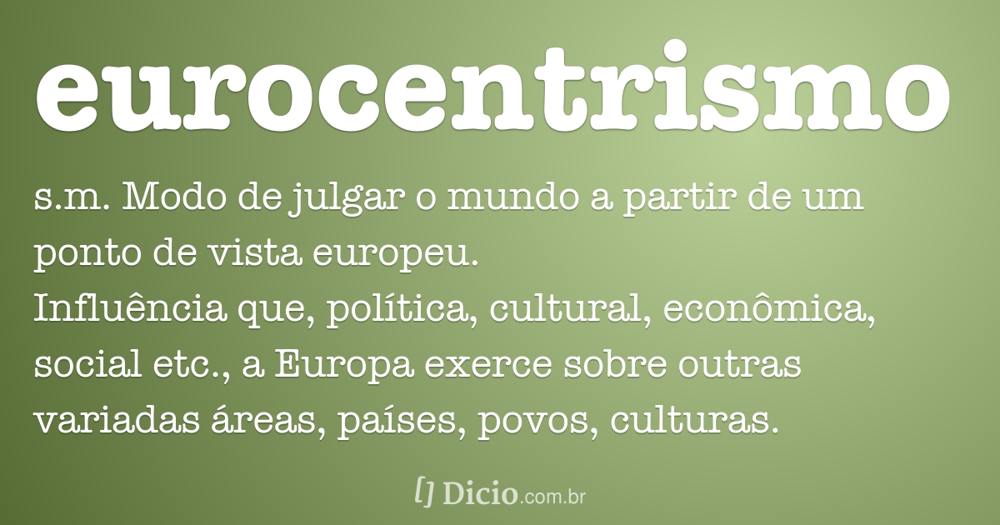 eurocentrismo
s.m. Modo de julgar o mundo a partir de um
ponto de vista europeu.
Influência que, política, cultural, econômica,
social etc., a Europa exerce sobre outras
variadas áreas, países, povos, culturas.
[] Dicio.com.br